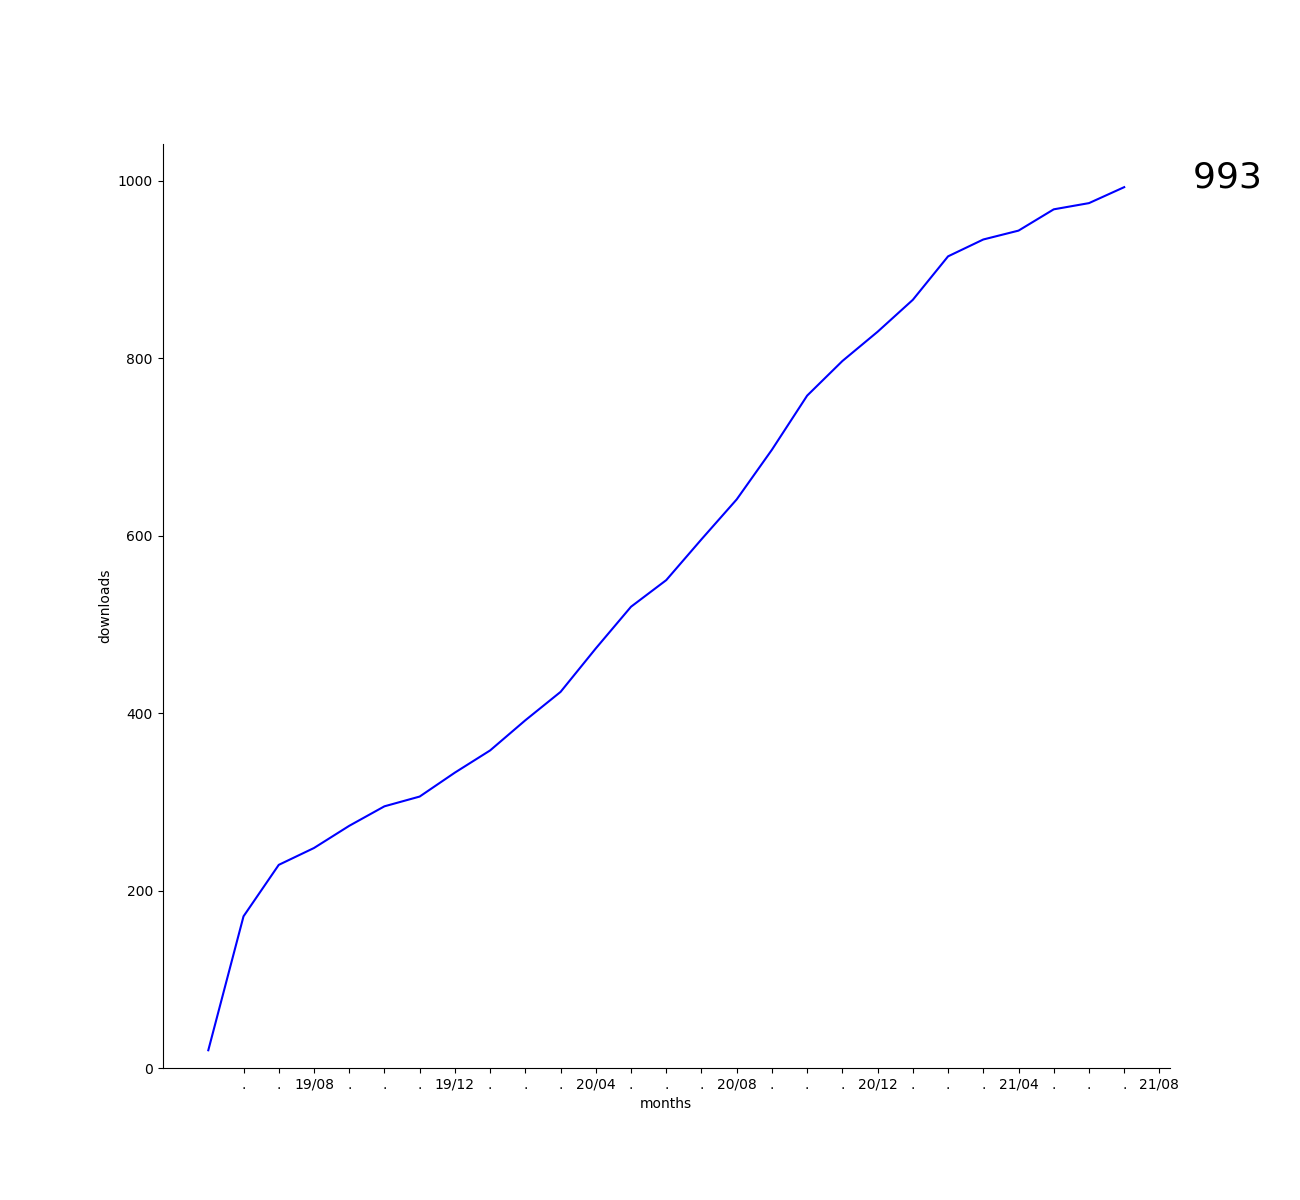 993
1000
800
600
400
200
0
downloads
. . 19/08 . . . 19/12 . . . 20/04 . . . 20/08 . . . 20/12 . . . 21/04 . . . 21/08
months